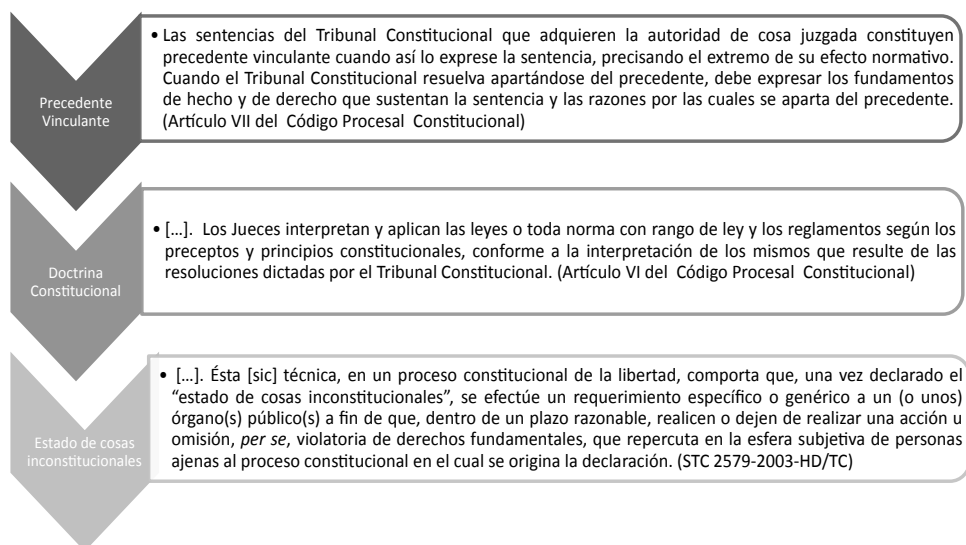 Precedente
Vinculante
• Las sentencias del Tribunal Constitucional que adquieren la autoridad de cosa juzgada constituyen
precedente vinculante cuando así lo exprese la sentencia, precisando el extremo de su efecto normativo.
Cuando el Tribunal Constitucional resuelva apartándose del precedente, debe expresar los fundamentos
de hecho y de derecho que sustentan la sentencia y las razones por las cuales se aparta del precedente.
(Artículo VII del Código Procesal Constitucional)
Doctrina
Constitucional
• [...]. Los Jueces interpretan y aplican las leyes o toda norma con rango de ley y los reglamentos según los
preceptos y principios constitucionales, conforme a la interpretación de los mismos que resulte de las
resoluciones dictadas por el Tribunal Constitucional. (Artículo VI del Código Procesal Constitucional)
Estado de cosas
inconstitucionales
• [...]. Ésta [sic] técnica, en un proceso constitucional de la libertad, comporta que, una vez declarado el
“estado de cosas inconstitucionales”, se efectúe un requerimiento específico o genérico a un (o unos)
órgano(s) público(s) a fin de que, dentro de un plazo razonable, realicen o dejen de realizar una acción u
omisión, per se, violatoria de derechos fundamentales, que repercuta en la esfera subjetiva de personas
ajenas al proceso constitucional en el cual se origina la declaración. (STC 2579-2003-HD/TC)